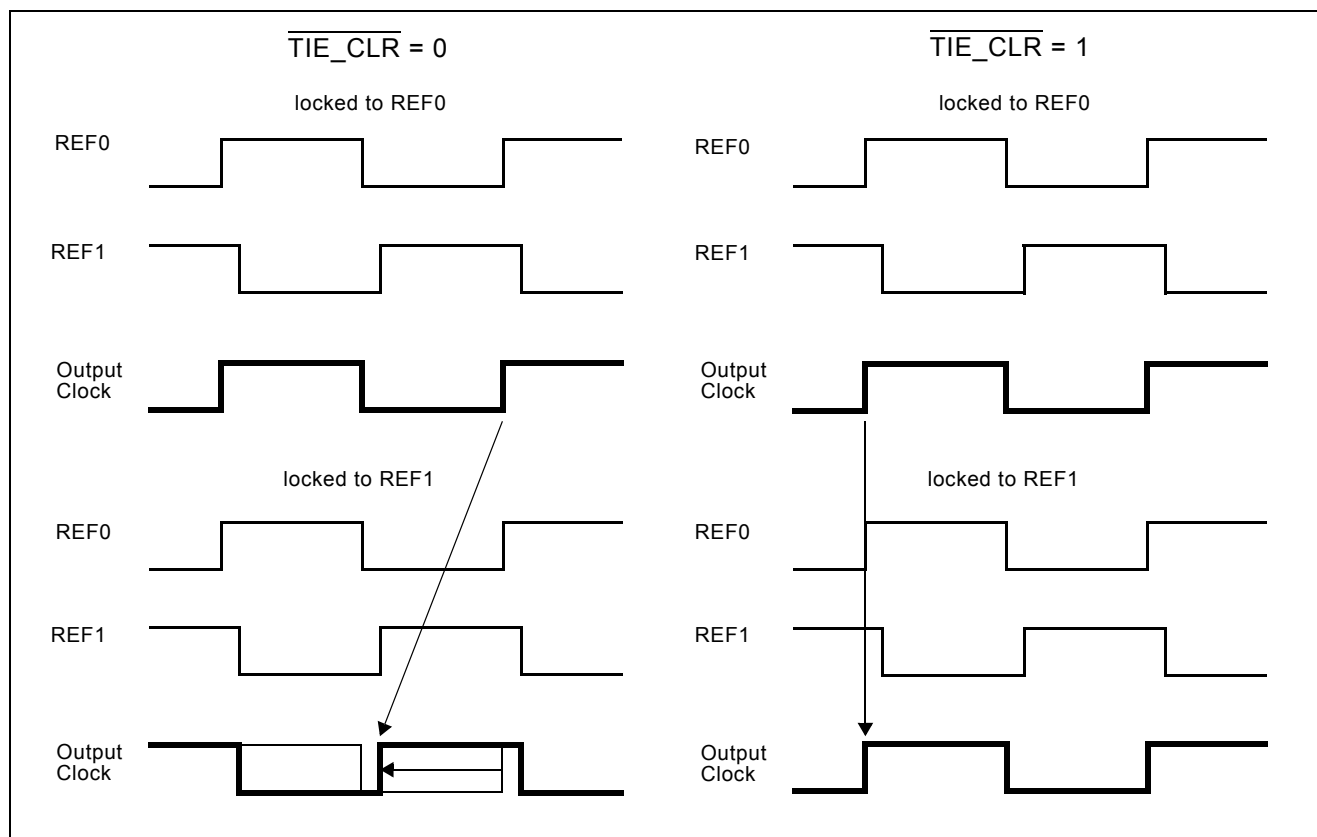 TIE_CLR = 0
locked to REF0
REF0
REF1
Output
Clock
locked to REF1
REF0
REF1
Output
Clock
TIE_CLR = 1
locked to REF0
REF0
REF1
Output
Clock
locked to REF1
REF0
REF1
Output
Clock